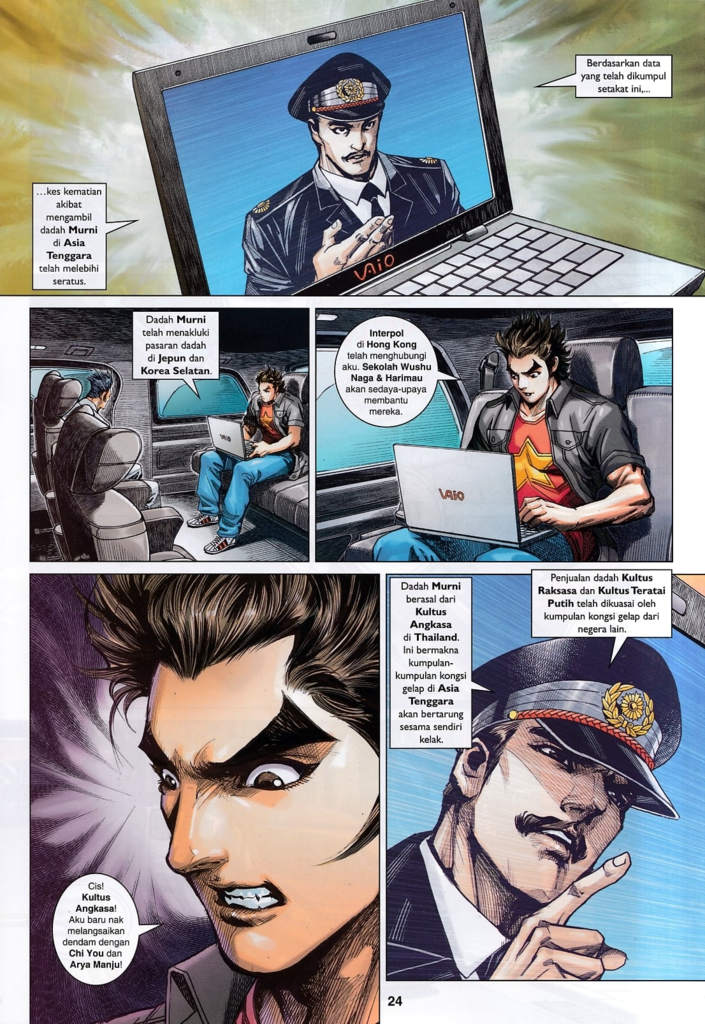 Berdasarkan data
yang telah dikumpul
setakat ini,...
...kes kematian
akibat
mengambil
dadah Murni
di Asia
Tenggara
telah melebihi
seratus.
VAIO
Dadah Murni
telah menakluki
pasaran dadah
di Jepun dan
Korea Selatan.
VAIO
Interpol
di Hong Kong
telah menghubungi
aku. Sekolah Wushu
Naga & Harimau
akan sedaya-upaya
membantu
mereka.
VAIO
Cis!
Kultus
Angkasa!
Aku baru nak
melangsaikan
dendam dengan
Chi You dan
Arya Manju!
Dadah Murni
berasal dari
Kultus
Angkasa
di Thailand.
Ini bermakna
kumpulan-
kumpulan kongsi
gelap di Asia
Tenggara
akan bertarung
sesama sendiri
kelak.
Penjualan dadah Kultus
Raksasa dan Kultus Teratai
Putih telah dikuasai oleh
kumpulan kongsi gelap dari
negera lain.
24